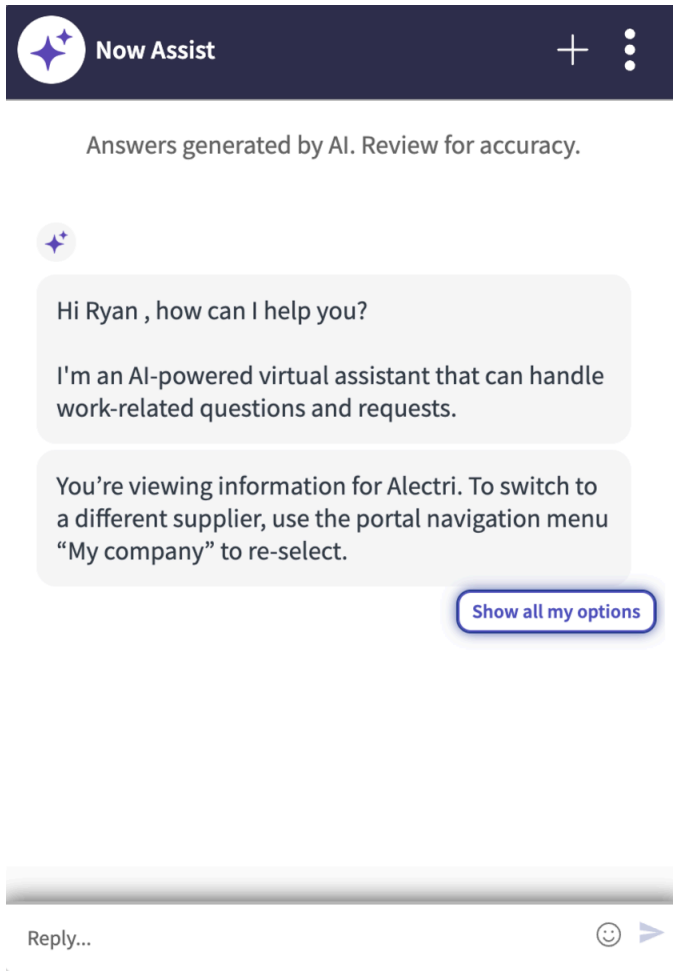 Now Assist
Answers generated by AI. Review for accuracy.
Hi Ryan , how can I help you?
I'm an AI-powered virtual assistant that can handle
work-related questions and requests.
You’re viewing information for Alectri. To switch to
a different supplier, use the portal navigation menu
“My company” to re-select.
Show all my options
Reply...